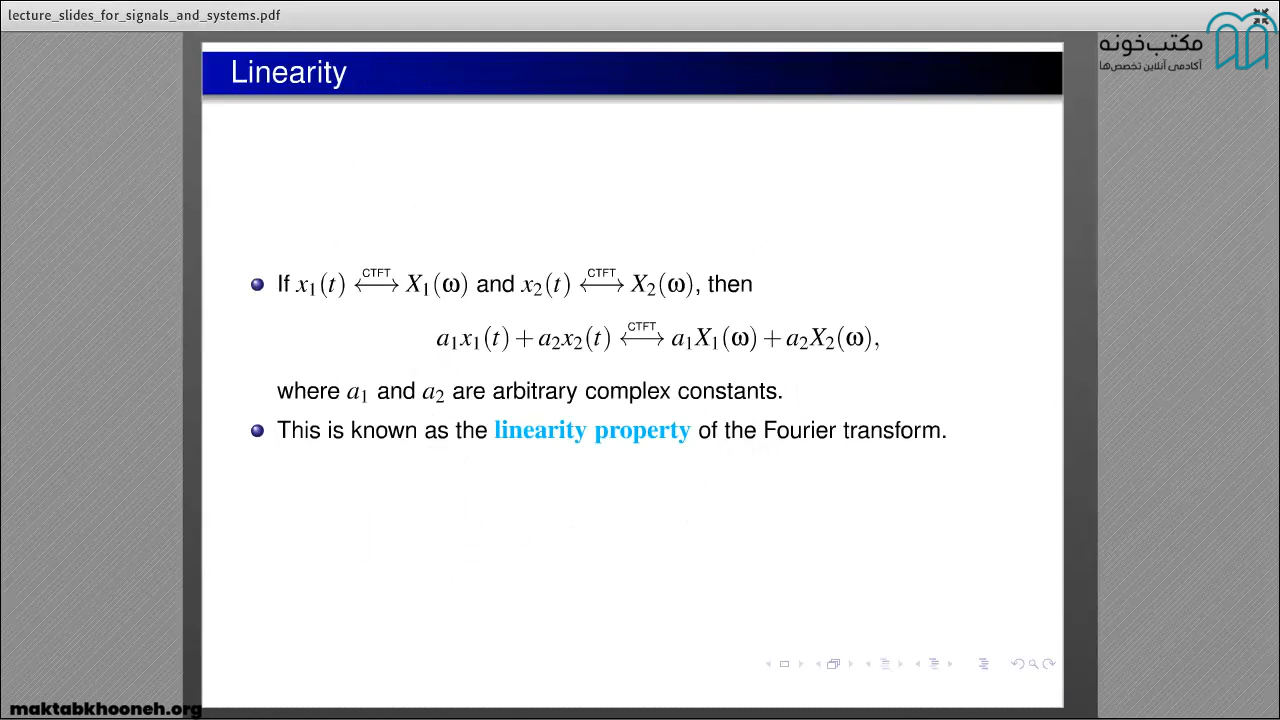 lecture_slides_for_signals_and_systems.pdf
مکتب‌خونه
آکادمی آنلاین تخصص‌ها
Linearity
If x₁(t) ⟷^CTFT X₁(ω) and x₂(t) ⟷^CTFT X₂(ω), then
a₁x₁(t) + a₂x₂(t) ⟷^CTFT a₁X₁(ω) + a₂X₂(ω),
where a₁ and a₂ are arbitrary complex constants.
This is known as the linearity property of the Fourier transform.
maktabkhooneh.org